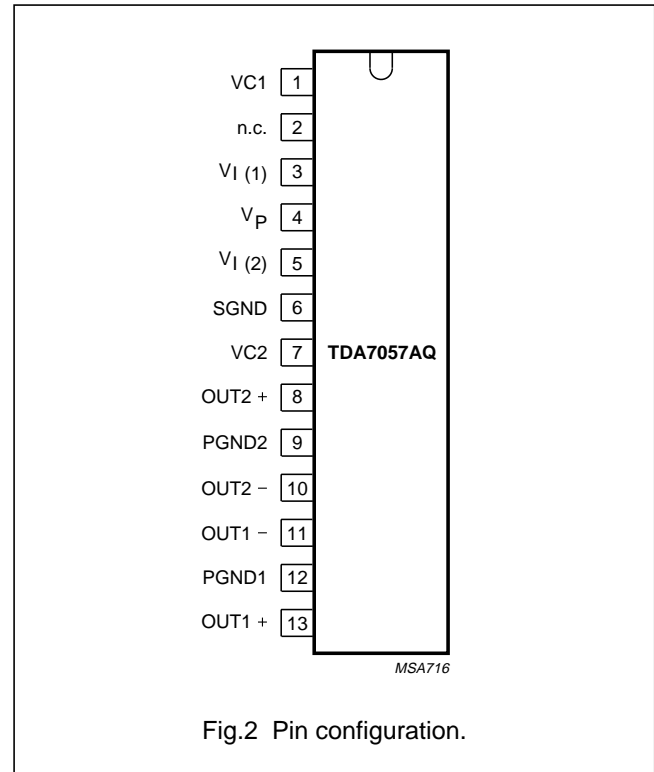 VC1 1
n.c. 2
VI (1) 3
VP 4
VI (2) 5
SGND 6
VC2 7 TDA7057AQ
OUT2 + 8
PGND2 9
OUT2 − 10
OUT1 − 11
PGND1 12
OUT1 + 13
MSA716
Fig.2 Pin configuration.